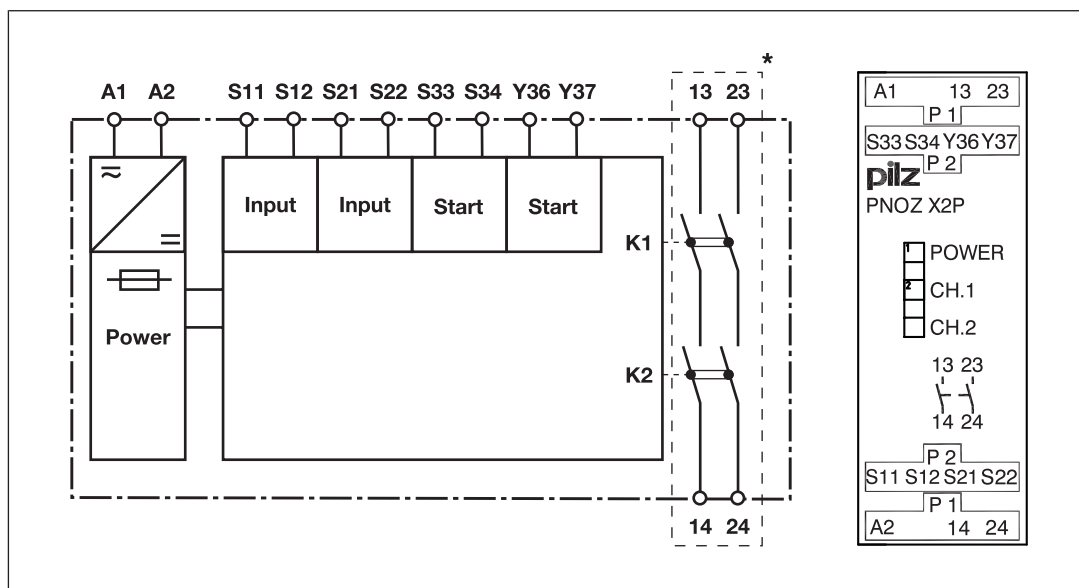 *
A1 A2 S11 S12 S21 S22 S33 S34 Y36 Y37 13 23
≂
=
Input Input Start Start
Power
K1
K2
14 24
A1 13 23
P 1
S33 S34 Y36 Y37
P 2
pilz
PNOZ X2P
1 POWER
2 CH.1
CH.2
13 23
14 24
P 2
S11 S12 S21 S22
P 1
A2 14 24